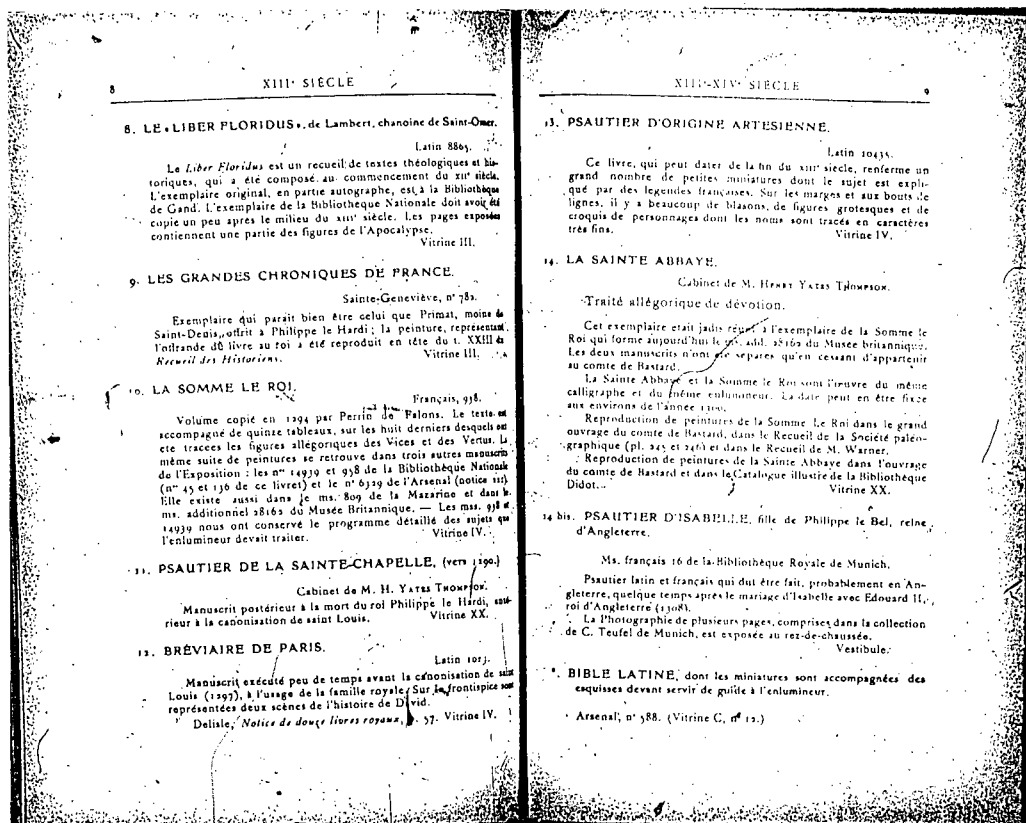 8
XIIIe SIÈCLE
8. LE «LIBER FLORIDUS», de Lambert, chanoine de Saint-Omer.
Latin 8865.
Le Liber Floridus est un recueil de textes théologiques et his-
toriques, qui a été composé au commencement du XIIe siècle.
L'exemplaire original, en partie autographe, est à la Bibliothèque
de Gand. L'exemplaire de la Bibliotheque Nationale doit avoir été
copie un peu après le milieu du XIIIe siècle. Les pages exposées
contiennent une partie des figures de l'Apocalypse.
Vitrine III.
9. LES GRANDES CHRONIQUES DE FRANCE.
Sainte-Geneviève, n° 782.
Exemplaire qui parait bien être celui que Primat, moine de
Saint-Denis, offrit à Philippe le Hardi ; la peinture, représentant
l'offrande du livre au roi a été reproduit en tête du t. XXIII du
Recueil des Historiens.
Vitrine III.
10. LA SOMME LE ROI.
Français, 938.
Volume copié en 1294 par Perrin de Falons. Le texte est
accompagné de quinze tableaux, sur les huit derniers desquels ont
ete tracées les figures allégoriques des Vices et des Vertus. La
même suite de peintures se retrouve dans trois autres manuscrits
de l'Exposition : les nos 14939 et 958 de la Bibliothèque Nationale
(nos 45 et 136 de ce livret) et le n° 6329 de l'Arsenal (notice 111).
Elle existe aussi dans le ms. 809 de la Mazarine et dans le
ms. additionnel 28162 du Musée Britannique. — Les mss. 938 et
14939 nous ont conservé le programme détaillé des sujets que
l'enlumineur devait traiter.
Vitrine IV.
11. PSAUTIER DE LA SAINTE-CHAPELLE, (vers 1290.)
Cabinet de M. H. YATES THOMPSON.
Manuscrit postérieur à la mort du roi Philippe le Hardi, anté-
rieur à la canonisation de saint Louis.
Vitrine XX.
12. BRÉVIAIRE DE PARIS.
Latin 1023.
Manuscrit exécuté peu de temps avant la canonisation de saint
Louis (1297), à l'usage de la famille royale. Sur le frontispice sont
représentées deux scènes de l'histoire de David.
Delisle, Notice de douze livres royaux, p. 57. Vitrine IV.
XIIIe-XIVe SIÈCLE
9
13. PSAUTIER D'ORIGINE ARTESIENNE.
Latin 10435.
Ce livre, qui peut dater de la fin du XIIIe siecle, renferme un
grand nombre de petites miniatures dont le sujet est expli-
qué par des legendes françaises. Sur les marges et aux bouts de
lignes, il y a beaucoup de blasons, de figures grotesques et de
croquis de personnages dont les noms sont tracés en caractères
très fins.
Vitrine IV.
14. LA SAINTE ABBAYE.
Cabinet de M. HENRY YATES THOMPSON.
Traité allégorique de dévotion.
Cet exemplaire etait jadis réuni à l'exemplaire de la Somme le
Roi qui forme aujourd'hui le ms. add. 28162 du Musée britannique.
Les deux manuscrits n'ont été separes qu'en cessant d'appartenir
au comte de Bastard.
La Sainte Abbaye et la Somme le Roi sont l'œuvre du même
calligraphe et du même enlumineur. La date peut en être fixée
aux environs de l'année 1300.
Reproduction de peintures de la Somme Le Roi dans le grand
ouvrage du comte de Bastard, dans le Recueil de la Société paléo-
graphique (pl. 245 et 246) et dans le Recueil de M. Warner.
Reproduction de peintures de la Sainte Abbaye dans l'ouvrage
du comte de Bastard et dans le Catalogue illustre de la Bibliothèque
Didot.
Vitrine XX.
14 bis. PSAUTIER D'ISABELLE, fille de Philippe le Bel, reine
d'Angleterre.
Ms. français 16 de la Bibliothèque Royale de Munich.
Psautier latin et français qui dut être fait, probablement en An-
gleterre, quelque temps après le mariage d'Isabelle avec Edouard II,
roi d'Angleterre (1308).
La Photographie de plusieurs pages, comprises dans la collection
de C. Teufel de Munich, est exposée au rez-de-chaussée.
Vestibule.
*. BIBLE LATINE, dont les miniatures sont accompagnées des
esquisses devant servir de guide à l'enlumineur.
Arsenal, n° 588. (Vitrine C, n° 12.)